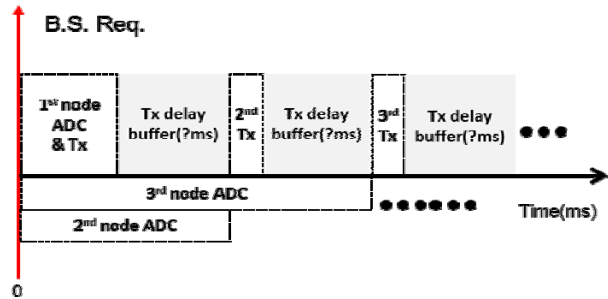 B.S. Req.
1st node
ADC
& Tx
Tx delay
buffer(?ms)
2nd
Tx
Tx delay
buffer(?ms)
3rd
Tx
Tx delay
buffer(?ms)
3rd node ADC
2nd node ADC
Time(ms)
0